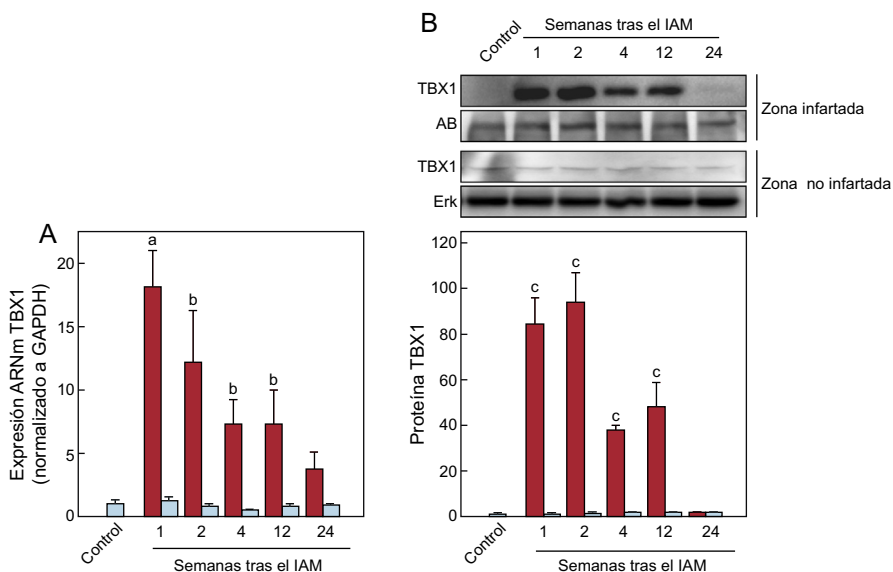 B
Semanas tras el IAM
Control 1 2 4 12 24
TBX1
AB
Zona infartada
TBX1
Erk
Zona no infartada
A
Expresión ARNm TBX1
(normalizado a GAPDH)
20
15
10
5
0
a
b
b
b
Control 1 2 4 12 24
Semanas tras el IAM
Proteína TBX1
120
100
80
60
40
20
0
c
c
c
c
Control 1 2 4 12 24
Semanas tras el IAM